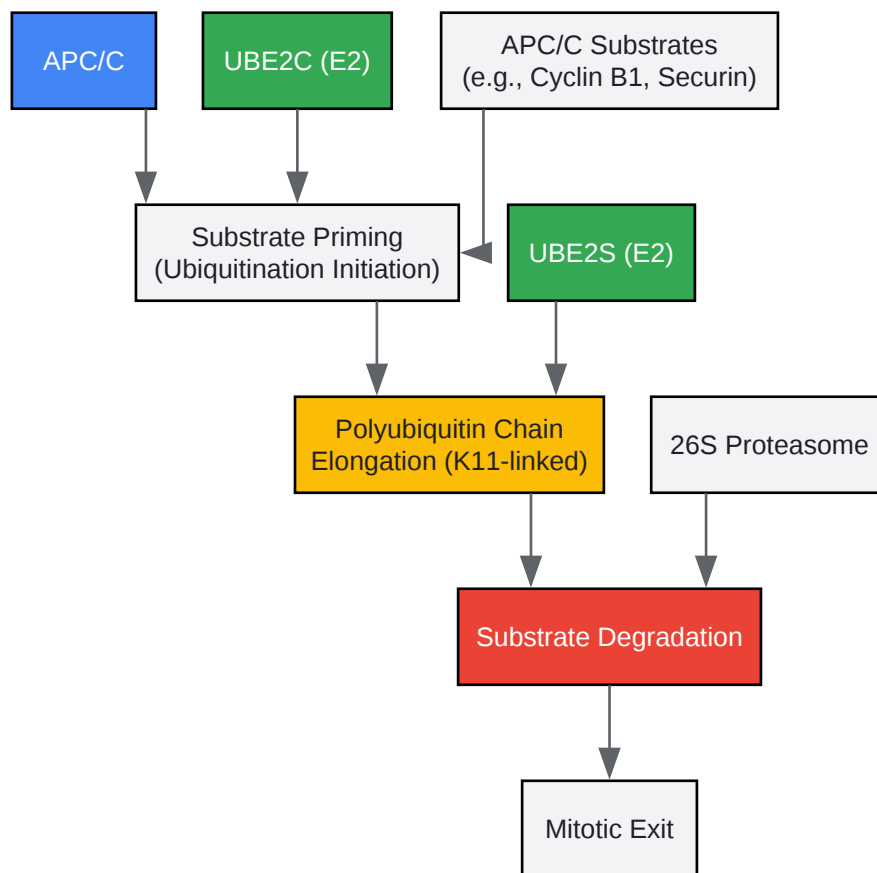 APC/C
UBE2C (E2)
APC/C Substrates
(e.g., Cyclin B1, Securin)
Substrate Priming
(Ubiquitination Initiation)
UBE2S (E2)
Polyubiquitin Chain
Elongation (K11-linked)
26S Proteasome
Substrate Degradation
Mitotic Exit